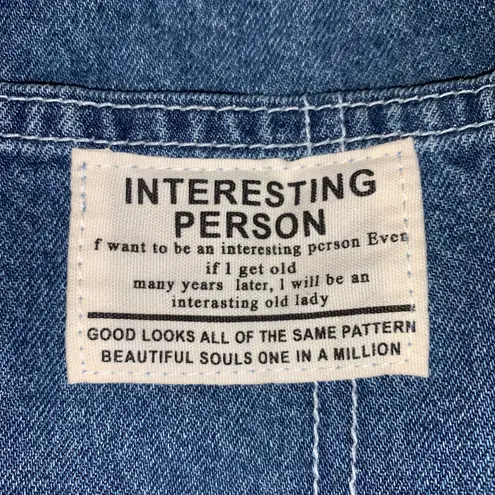 INTERESTING
PERSON
f want to be an interesting person Even
if I get old
many years later, I will be an
interasting old lady
GOOD LOOKS ALL OF THE SAME PATTERN
BEAUTIFUL SOULS ONE IN A MILLION